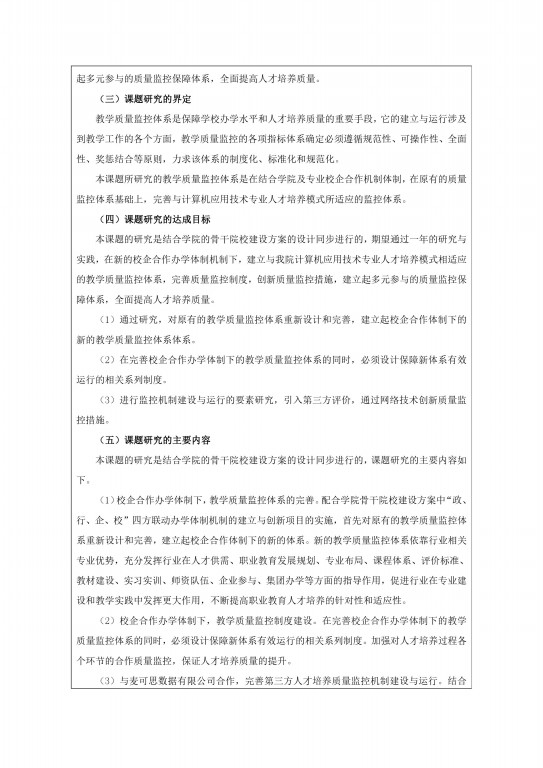 起多元参与的质量监控保障体系，全面提高人才培养质量。
（三）课题研究的界定
教学质量监控体系是保障学校办学水平和人才培养质量的重要手段，它的建立与运行涉及
到教学工作的各个方面，教学质量监控的各项指标体系确定必须遵循规范性、可操作性、全面
性、奖惩结合等原则，力求该体系的制度化、标准化和规范化。
本课题所研究的教学质量监控体系是在结合学院及专业校企合作机制体制，在原有的质量
监控体系基础上，完善与计算机应用技术专业人才培养模式所适应的监控体系。
（四）课题研究的达成目标
本课题的研究是结合学院的骨干院校建设方案的设计同步进行的，期望通过一年的研究与
实践，在新的校企合作办学体制机制下，建立与我院计算机应用技术专业人才培养模式相适应
的教学质量监控体系，完善质量监控制度，创新质量监控措施，建立起多元参与的质量监控保
障体系，全面提高人才培养质量。
（1）通过研究，对原有的教学质量监控体系重新设计和完善，建立起校企合作体制下的
新的教学质量监控体系体系。
（2）在完善校企合作办学体制下的教学质量监控体系的同时，必须设计保障新体系有效
运行的相关系列制度。
（3）进行监控机制建设与运行的要素研究，引入第三方评价，通过网络技术创新质量监
控措施。
（五）课题研究的主要内容
本课题的研究是结合学院的骨干院校建设方案的设计同步进行的，课题研究的主要内容如
下。
（1）校企合作办学体制下，教学质量监控体系的完善。配合学院骨干院校建设方案中“政、
行、企、校”四方联动办学体制机制的建立与创新项目的实施，首先对原有的教学质量监控体
系重新设计和完善，建立起校企合作体制下的新的体系。新的教学质量监控体系依靠行业相关
专业优势，充分发挥行业在人才供需、职业教育发展规划、专业布局、课程体系、评价标准、
教材建设、实习实训、师资队伍、企业参与、集团办学等方面的指导作用，促进行业在专业建
设和教学实践中发挥更大作用，不断提高职业教育人才培养的针对性和适应性。
（2）校企合作办学体制下，教学质量监控制度建设。在完善校企合作办学体制下的教学
质量监控体系的同时，必须设计保障新体系有效运行的相关系列制度。加强对人才培养过程各
个环节的合作质量监控，保证人才培养质量的提升。
（3）与麦可思数据有限公司合作，完善第三方人才培养质量监控机制建设与运行。结合